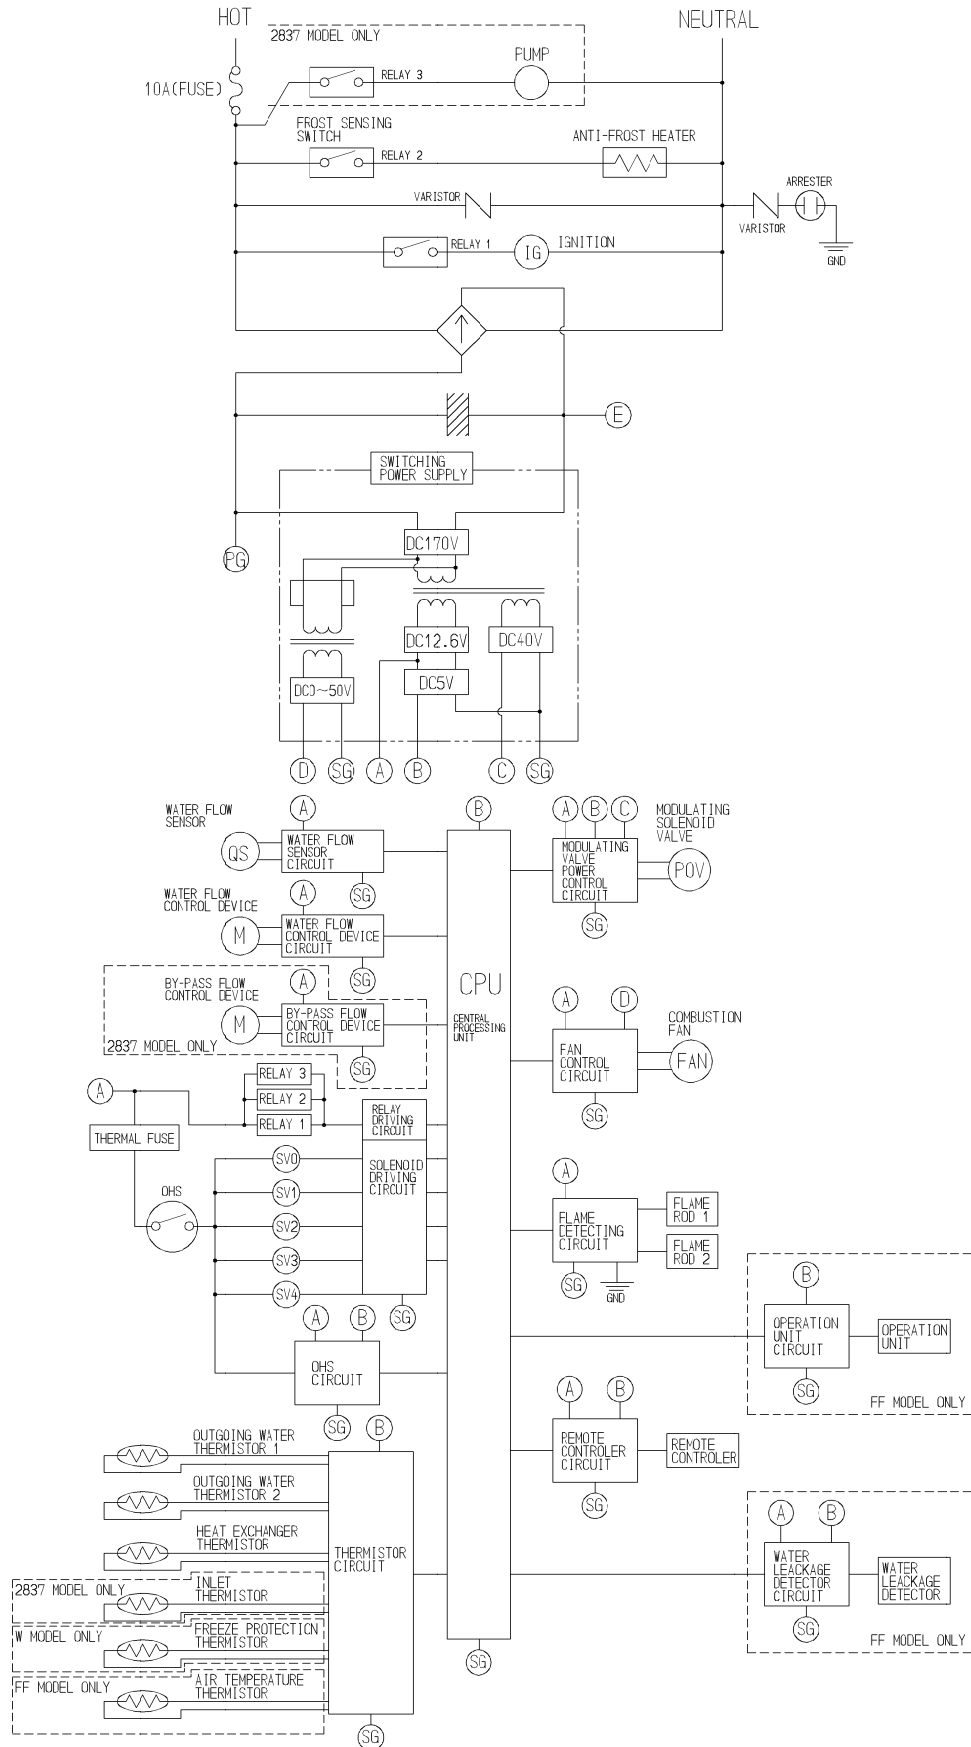 HOT
NEUTRAL
2837 MODEL ONLY
PUMP
RELAY 3
10A(FUSE)
FROST SENSING
SWITCH
RELAY 2
ANTI-FROST HEATER
VARISTOR
ARRESTER
VARISTOR
GND
RELAY 1
IG
IGNITION
E
SWITCHING
POWER SUPPLY
PG
DC170V
DC12.6V
DC40V
DC0~50V
DC5V
D
SG
A
B
C
SG
WATER FLOW
SENSOR
QS
A
WATER FLOW
SENSOR
CIRCUIT
SG
WATER FLOW
CONTROL DEVICE
M
A
WATER FLOW
CONTROL DEVICE
CIRCUIT
SG
BY-PASS FLOW
CONTROL DEVICE
M
A
BY-PASS FLOW
CONTROL DEVICE
CIRCUIT
SG
2837 MODEL ONLY
B
CPU
CENTRAL
PROCESSING
UNIT
SG
A
B
C
MODULATING
VALVE
POWER
CONTROL
CIRCUIT
SG
MODULATING
SOLENOID
VALVE
POV
A
D
FAN
CONTROL
CIRCUIT
SG
COMBUSTION
FAN
FAN
A
THERMAL FUSE
RELAY 3
RELAY 2
RELAY 1
RELAY
DRIVING
CIRCUIT
SOLENOID
DRIVING
CIRCUIT
SG
OHS
SV0
SV1
SV2
SV3
SV4
A
B
OHS
CIRCUIT
SG
A
FLAME
DETECTING
CIRCUIT
SG
GND
FLAME
ROD 1
FLAME
ROD 2
B
OPERATION
UNIT
CIRCUIT
SG
OPERATION
UNIT
FF MODEL ONLY
A
B
REMOTE
CONTROLER
CIRCUIT
SG
REMOTE
CONTROLER
A
B
WATER
LEACKAGE
DETECTOR
CIRCUIT
SG
WATER
LEACKAGE
DETECTOR
FF MODEL ONLY
B
OUTGOING WATER
THERMISTOR 1
OUTGOING WATER
THERMISTOR 2
HEAT EXCHANGER
THERMISTOR
2837 MODEL ONLY
INLET
THERMISTOR
W MODEL ONLY
FREEZE PROTECTION
THERMISTOR
FF MODEL ONLY
AIR TEMPERATURE
THERMISTOR
THERMISTOR
CIRCUIT
SG